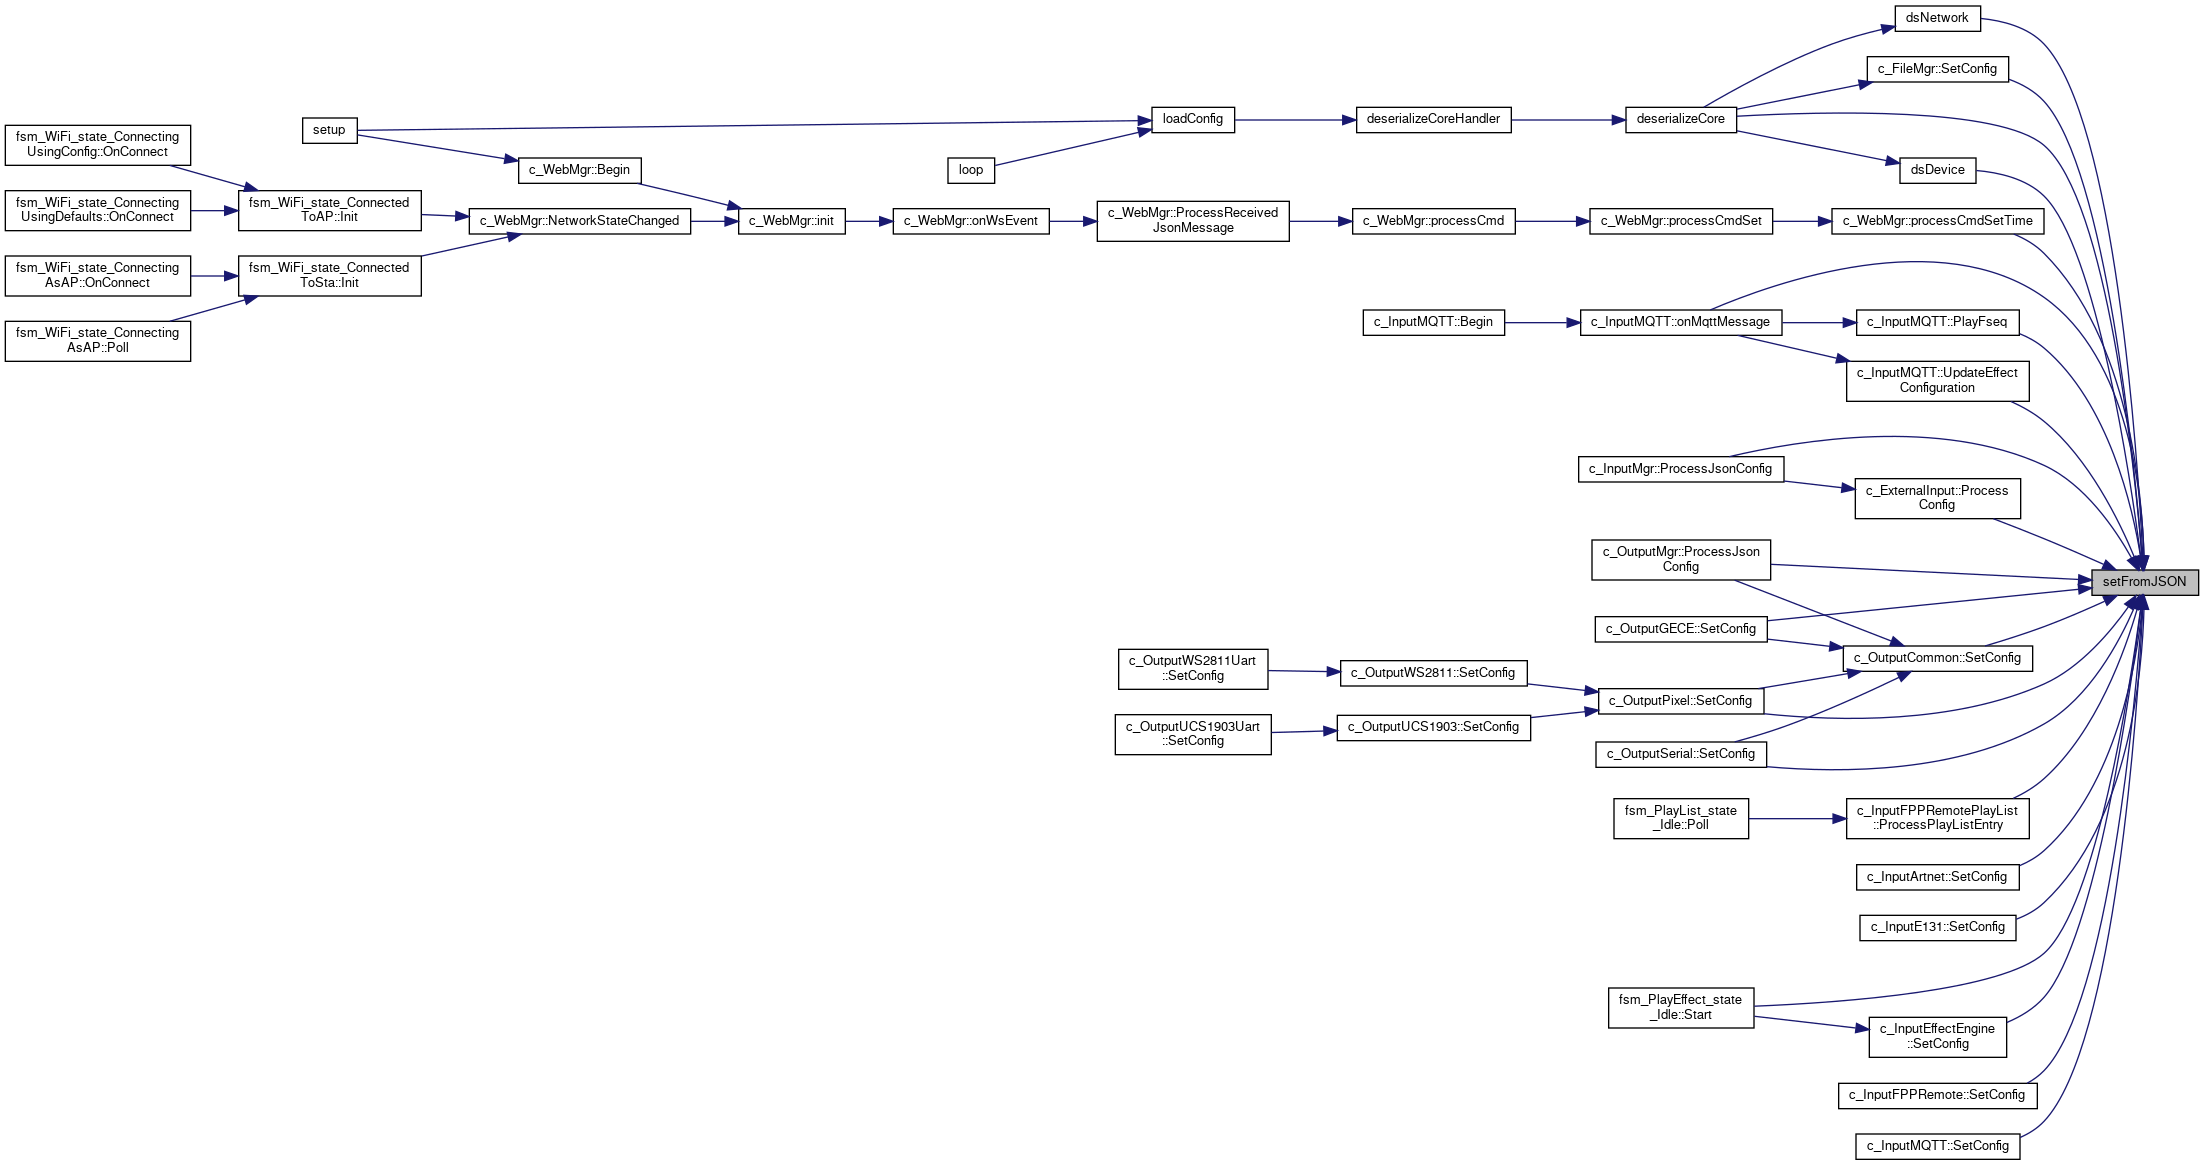 dsNetwork
c_FileMgr::SetConfig
setup
loadConfig
deserializeCoreHandler
deserializeCore
fsm_WiFi_state_Connecting
UsingConfig::OnConnect
c_WebMgr::Begin
loop
dsDevice
fsm_WiFi_state_Connecting
UsingDefaults::OnConnect
fsm_WiFi_state_Connected
ToAP::Init
c_WebMgr::NetworkStateChanged
c_WebMgr::init
c_WebMgr::onWsEvent
c_WebMgr::ProcessReceived
JsonMessage
c_WebMgr::processCmd
c_WebMgr::processCmdSet
c_WebMgr::processCmdSetTime
fsm_WiFi_state_Connecting
AsAP::OnConnect
fsm_WiFi_state_Connected
ToSta::Init
fsm_WiFi_state_Connecting
AsAP::Poll
c_InputMQTT::Begin
c_InputMQTT::onMqttMessage
c_InputMQTT::PlayFseq
c_InputMQTT::UpdateEffect
Configuration
c_InputMgr::ProcessJsonConfig
c_ExternalInput::Process
Config
c_OutputMgr::ProcessJson
Config
setFromJSON
c_OutputGECE::SetConfig
c_OutputCommon::SetConfig
c_OutputWS2811Uart
::SetConfig
c_OutputWS2811::SetConfig
c_OutputPixel::SetConfig
c_OutputUCS1903Uart
::SetConfig
c_OutputUCS1903::SetConfig
c_OutputSerial::SetConfig
fsm_PlayList_state
_Idle::Poll
c_InputFPPRemotePlayList
::ProcessPlayListEntry
c_InputArtnet::SetConfig
c_InputE131::SetConfig
fsm_PlayEffect_state
_Idle::Start
c_InputEffectEngine
::SetConfig
c_InputFPPRemote::SetConfig
c_InputMQTT::SetConfig